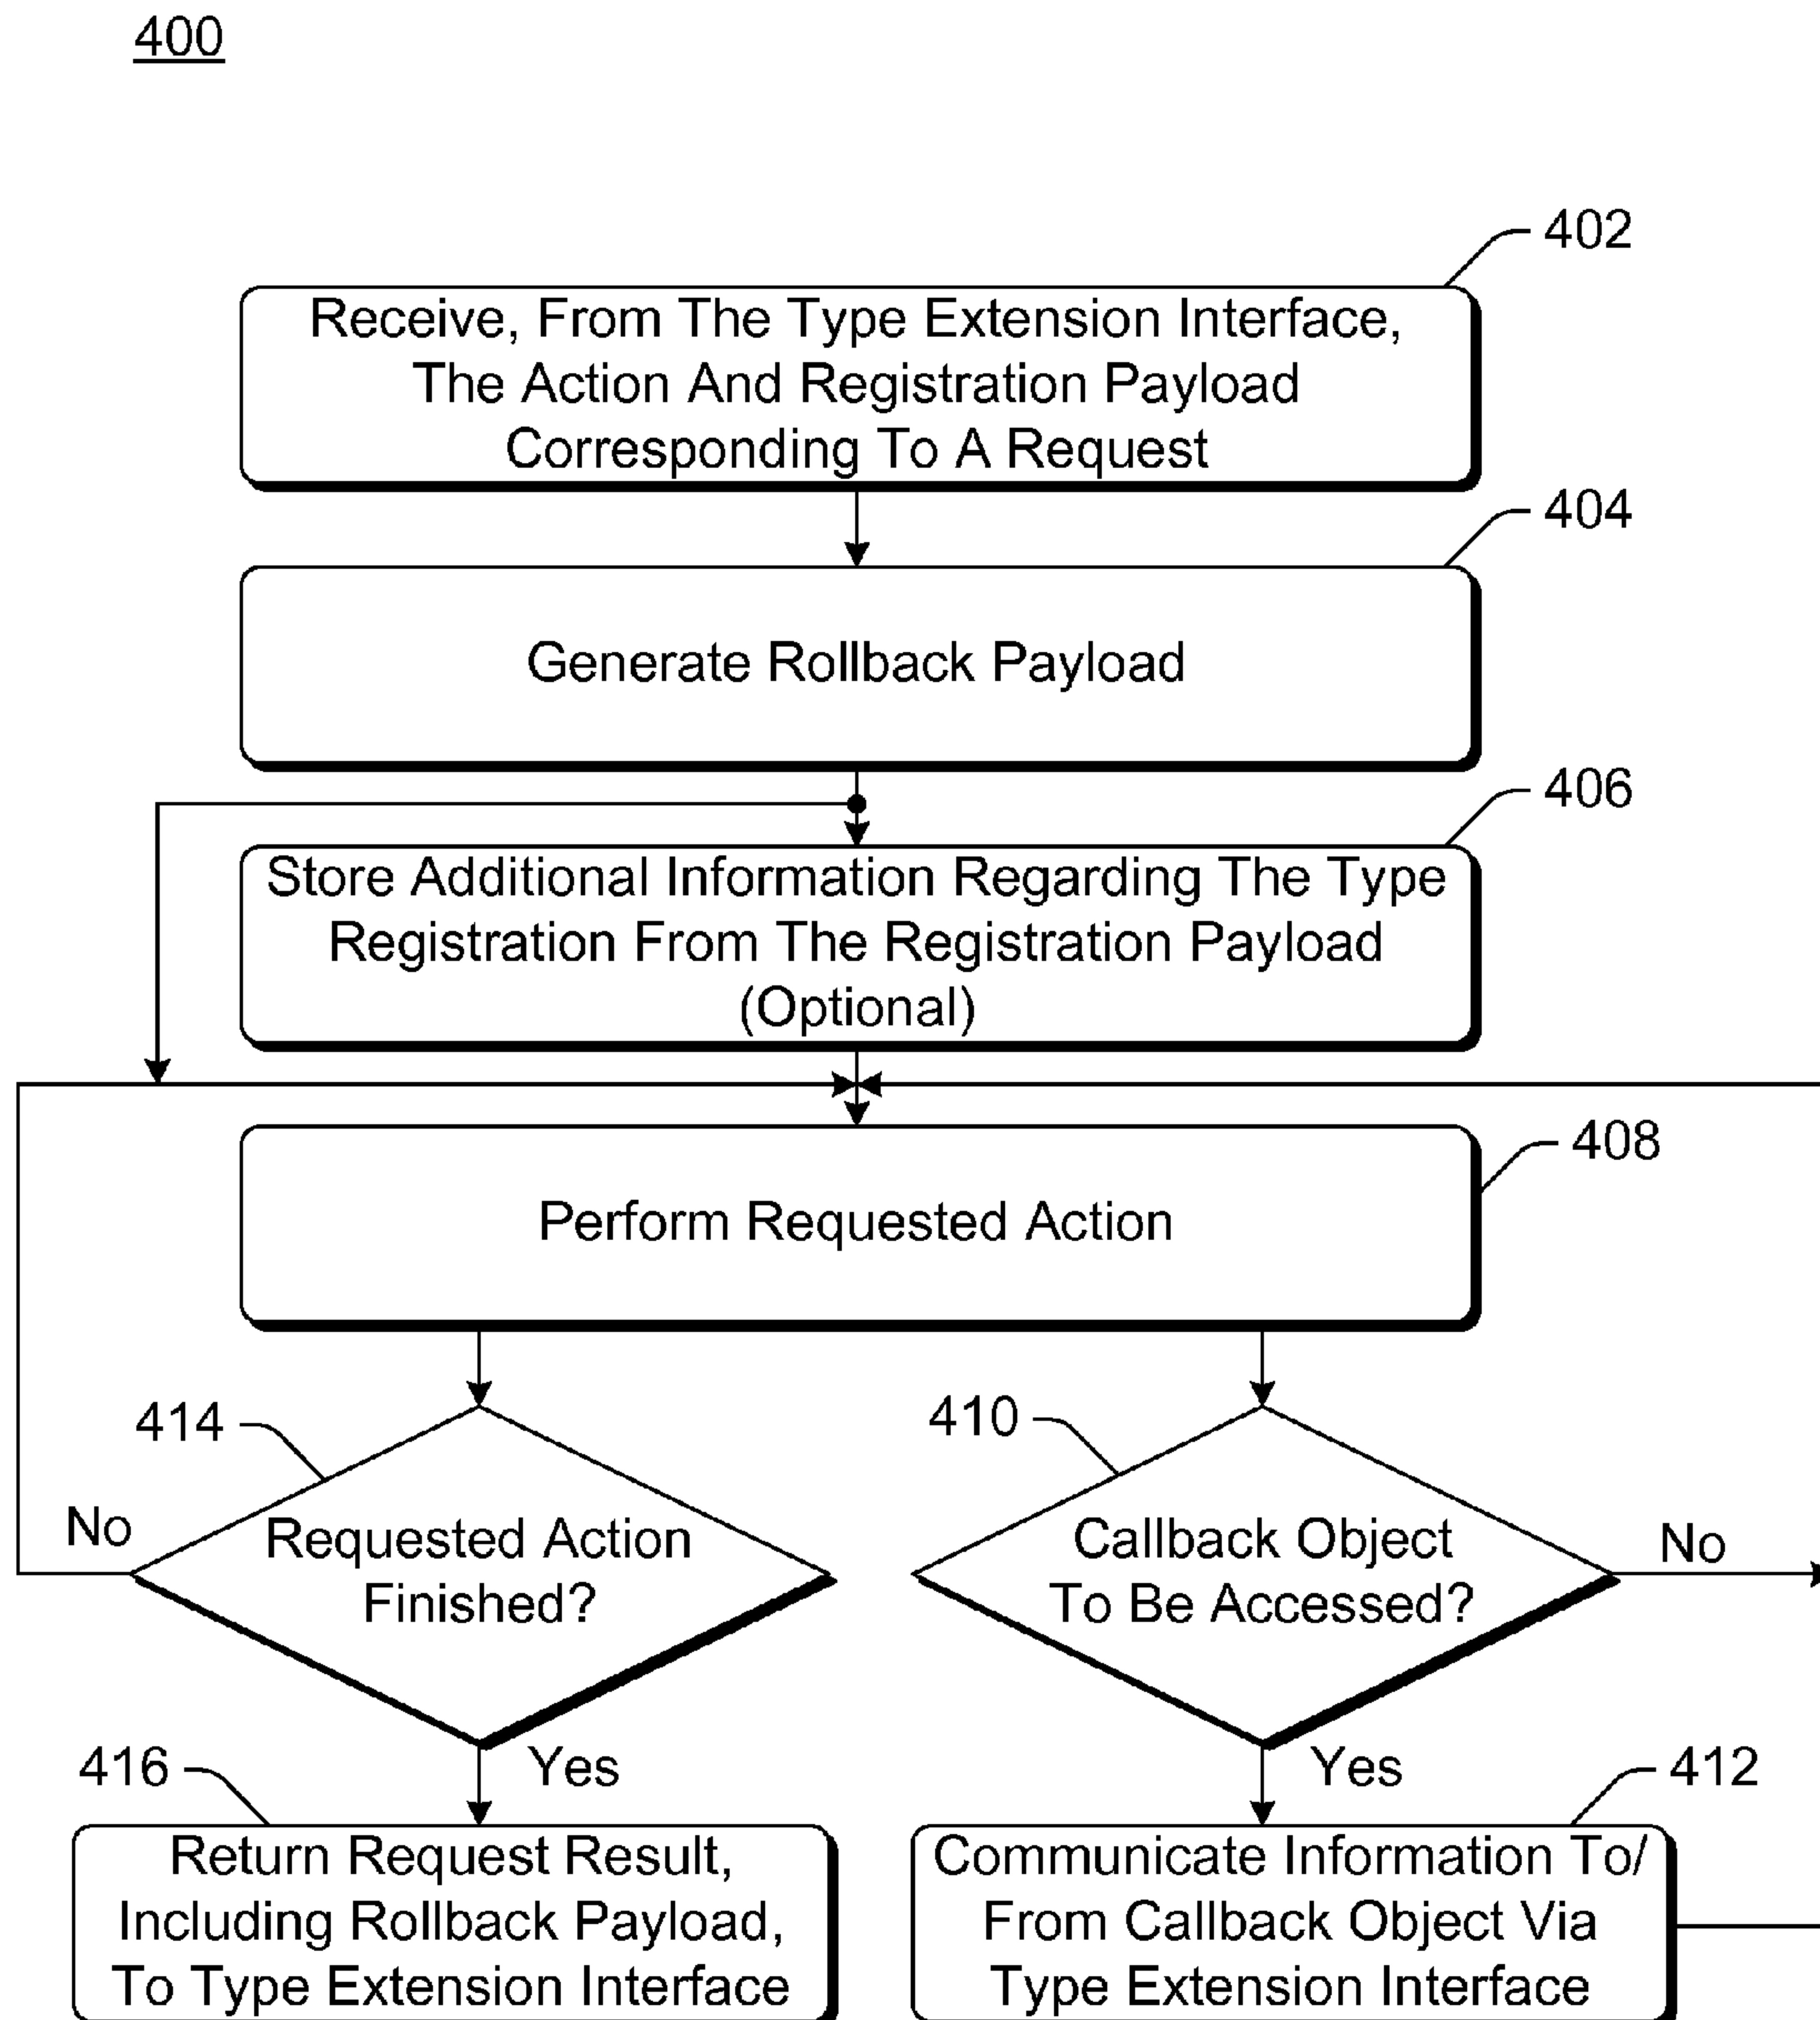 400
402
Receive, From The Type Extension Interface,
The Action And Registration Payload
Corresponding To A Request
404
Generate Rollback Payload
406
Store Additional Information Regarding The Type
Registration From The Registration Payload
(Optional)
408
Perform Requested Action
414
Requested Action
Finished?
No
Yes
410
Callback Object
To Be Accessed?
No
Yes
416
Return Request Result,
Including Rollback Payload,
To Type Extension Interface
412
Communicate Information To/
From Callback Object Via
Type Extension Interface